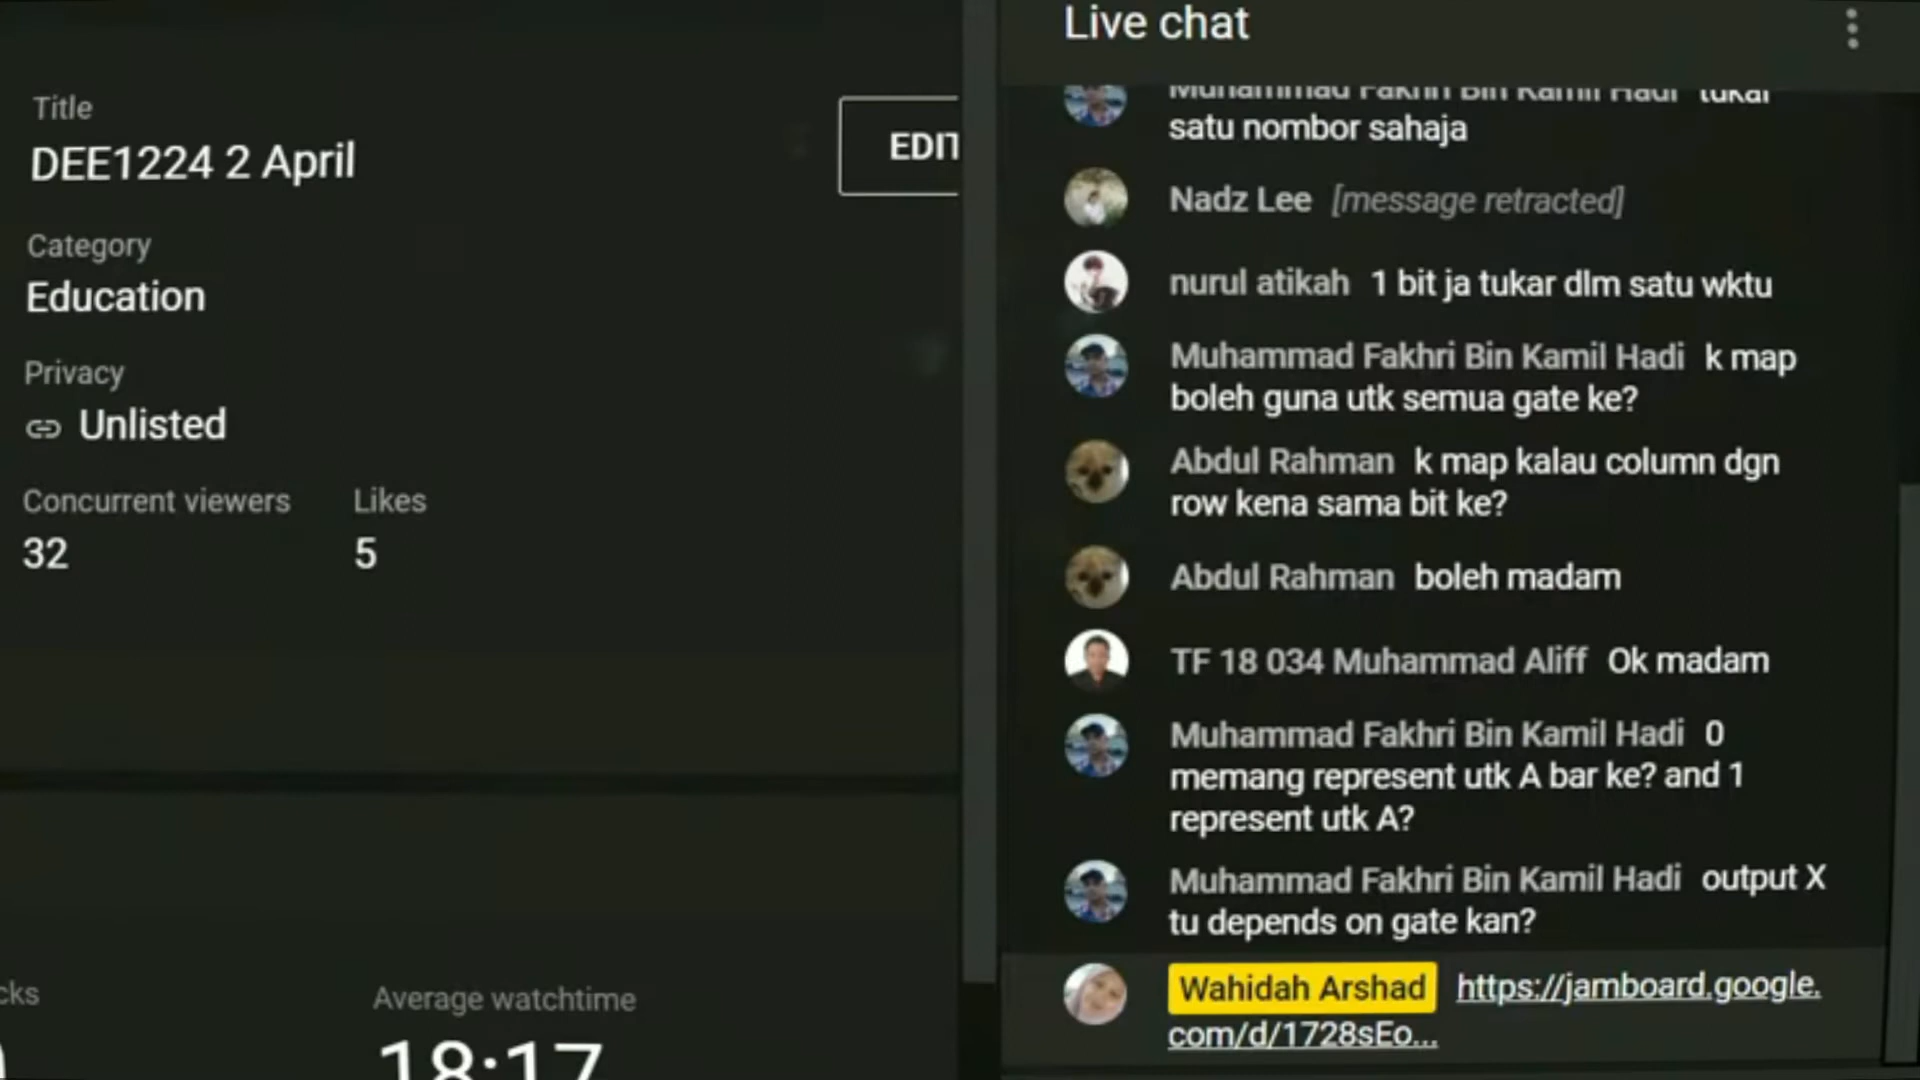 Title
DEE1224 2 April
EDIT
Category
Education
Privacy
Unlisted
Concurrent viewers
32
Likes
5
cks
Average watchtime
18:17
Live chat
Muhammad Fakhri Bin Kamil Hadi tukar
satu nombor sahaja
Nadz Lee [message retracted]
nurul atikah 1 bit ja tukar dlm satu wktu
Muhammad Fakhri Bin Kamil Hadi k map
boleh guna utk semua gate ke?
Abdul Rahman k map kalau column dgn
row kena sama bit ke?
Abdul Rahman boleh madam
TF 18 034 Muhammad Aliff Ok madam
Muhammad Fakhri Bin Kamil Hadi 0
memang represent utk A bar ke? and 1
represent utk A?
Muhammad Fakhri Bin Kamil Hadi output X
tu depends on gate kan?
Wahidah Arshad https://jamboard.google.
com/d/1728sEo...